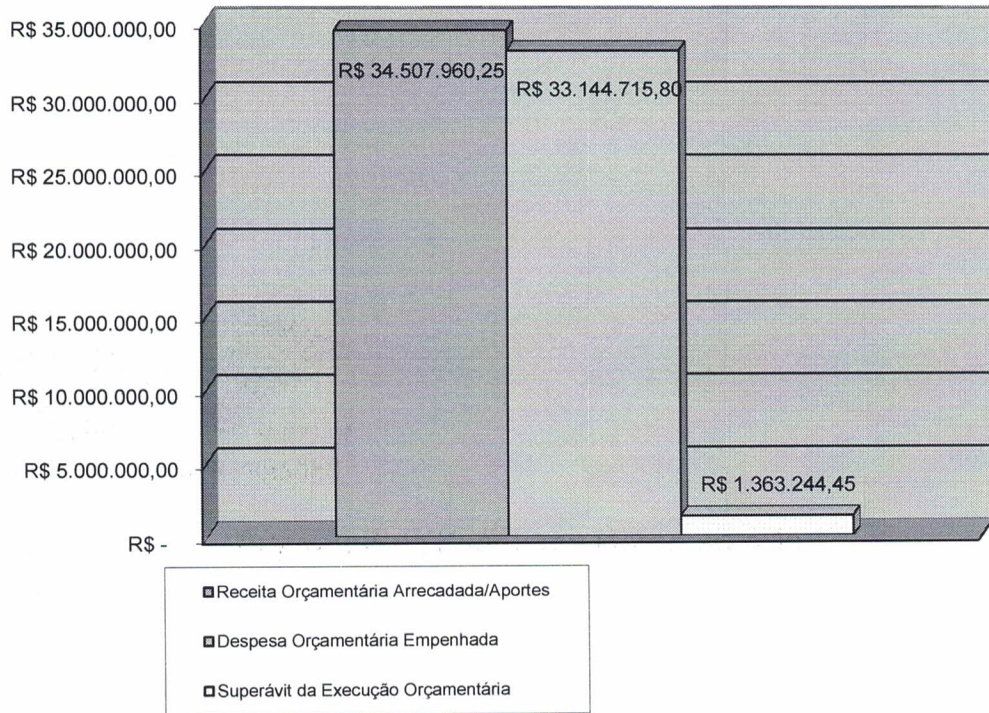 R$ 35.000.000,00
R$ 34.507.960,25
R$ 33.144.715,80
R$ 30.000.000,00
R$ 25.000.000,00
R$ 20.000.000,00
R$ 15.000.000,00
R$ 10.000.000,00
R$ 5.000.000,00
R$ 1.363.244,45
R$ -
Receita Orçamentária Arrecadada/Aportes
Despesa Orçamentária Empenhada
Superávit da Execução Orçamentária